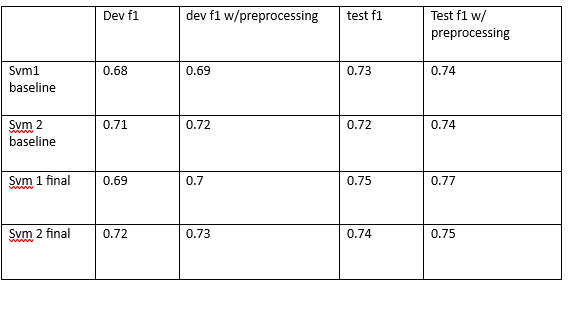 Dev f1 dev f1 w/preprocessing test f1 Test f1 w/
preprocessing
Svm1 0.68 0.69 0.73 0.74
baseline
Svm 2 0.71 0.72 0.72 0.74
baseline
Svm 1 final 0.69 0.7 0.75 0.77
Svm 2 final 0.72 0.73 0.74 0.75